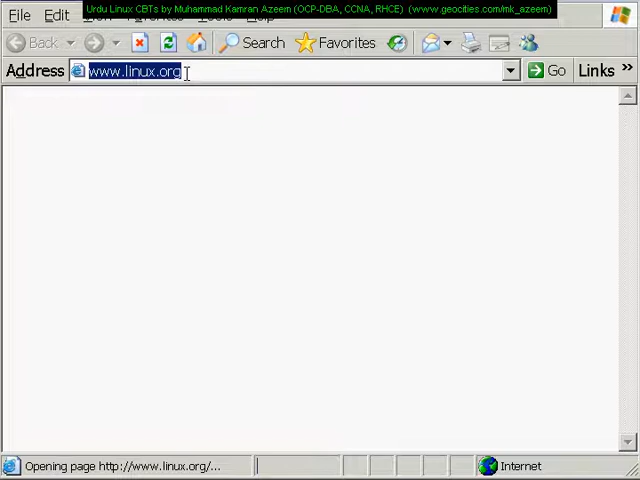 Urdu Linux CBTs by Muhammad Kamran Azeem (OCP-DBA, CCNA, RHCE) (www.geocities.com/mk_azeem)
File Edit
Back Search Favorites
Address www.linux.org Go Links »
Opening page http://www.linux.org/... Internet